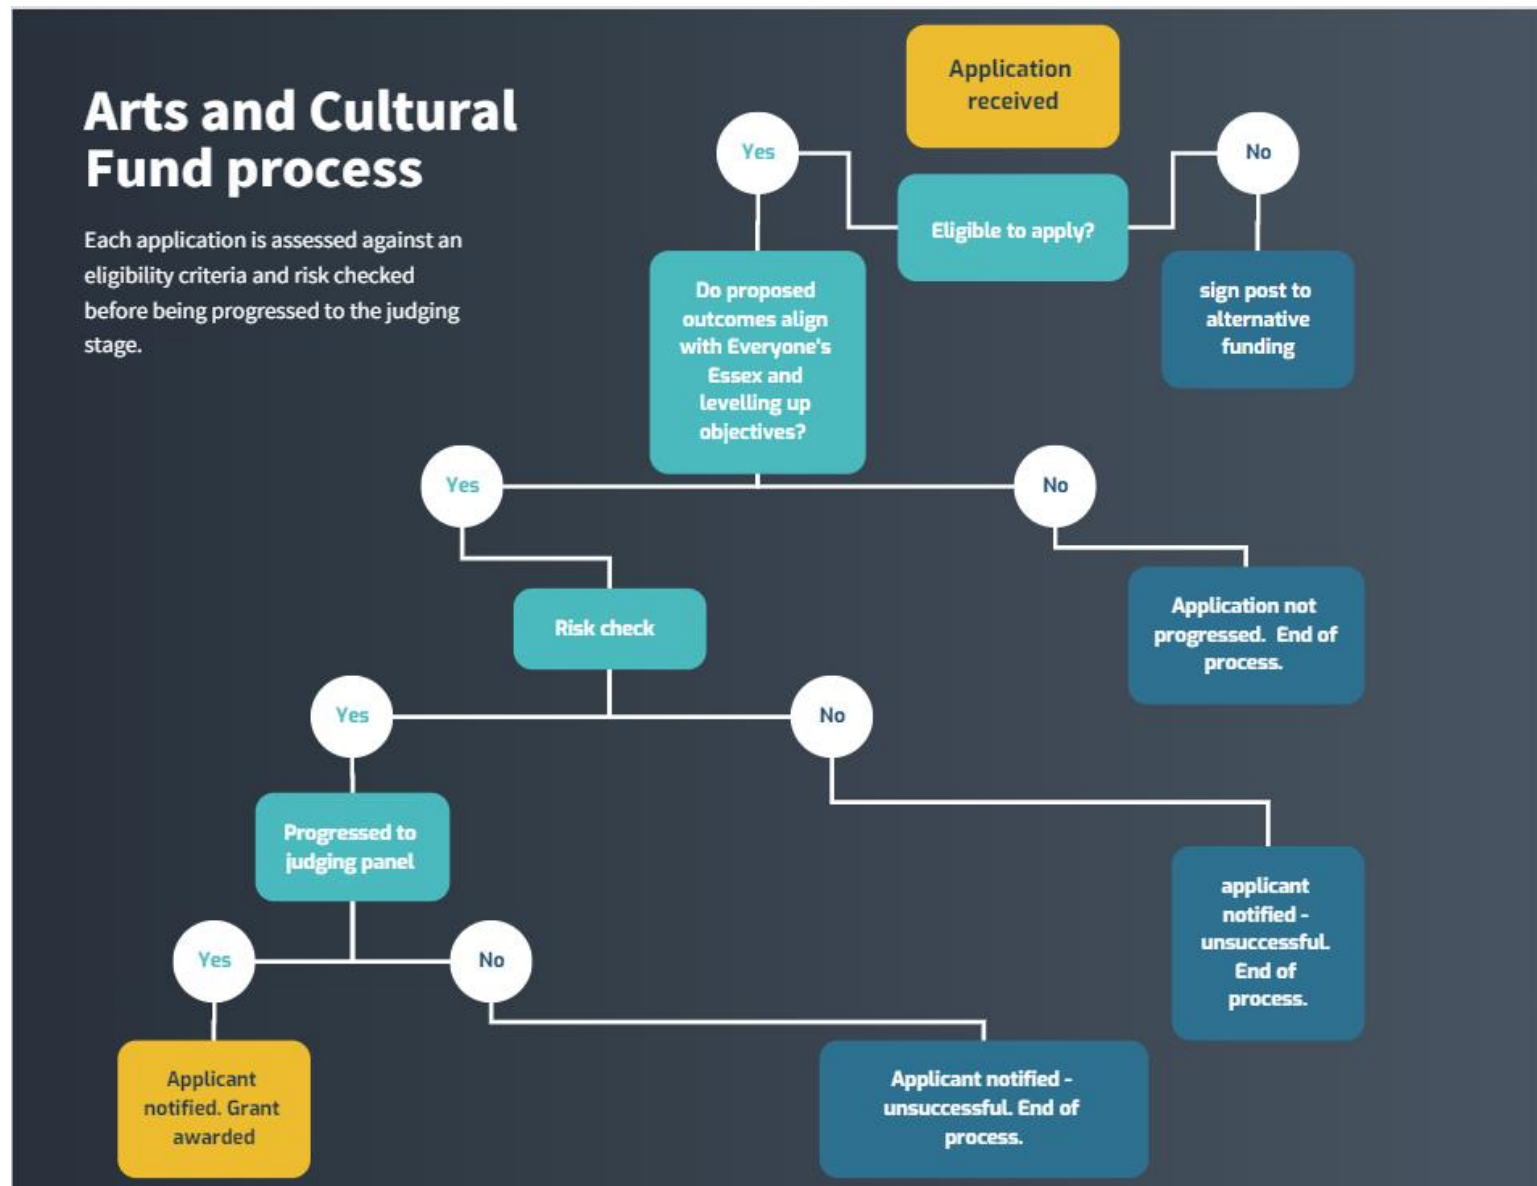 Arts and Cultural
Fund process
Each application is assessed against an
eligibility criteria and risk checked
before being progressed to the judging
stage.
Application
received
Yes
No
Eligible to apply?
Do proposed
outcomes align
with Everyone's
Essex and
levelling up
objectives?
sign post to
alternative
funding
Yes
No
Risk check
Application not
progressed. End of
process.
Yes
No
Progressed to
judging panel
applicant
notified -
unsuccessful.
End of
process.
Yes
No
Applicant
notified. Grant
awarded
Applicant notified -
unsuccessful. End of
process.